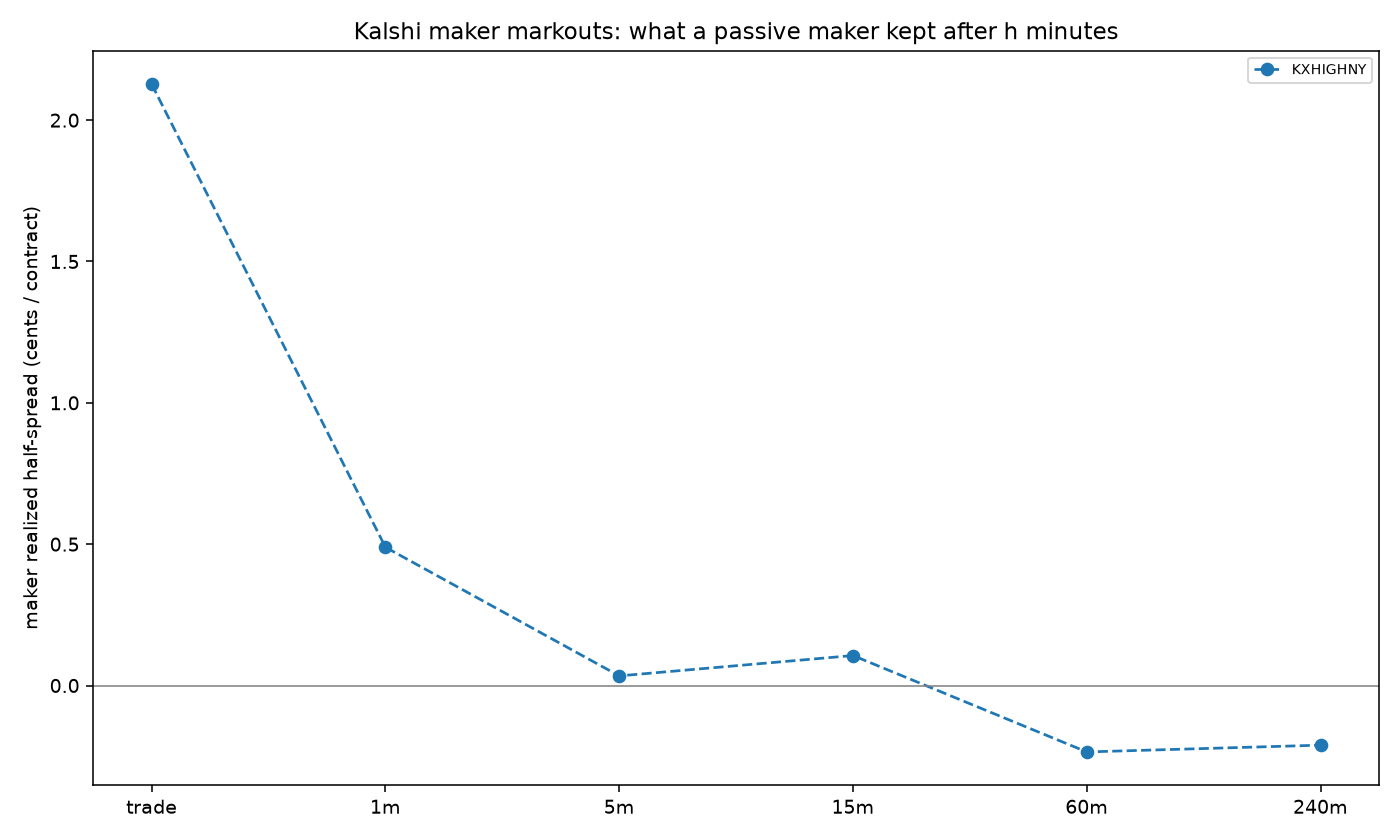 Kalshi maker markouts: what a passive maker kept after h minutes
KXHIGHNY
maker realized half-spread (cents / contract)
2.0
1.5
1.0
0.5
0.0
trade 1m 5m 15m 60m 240m